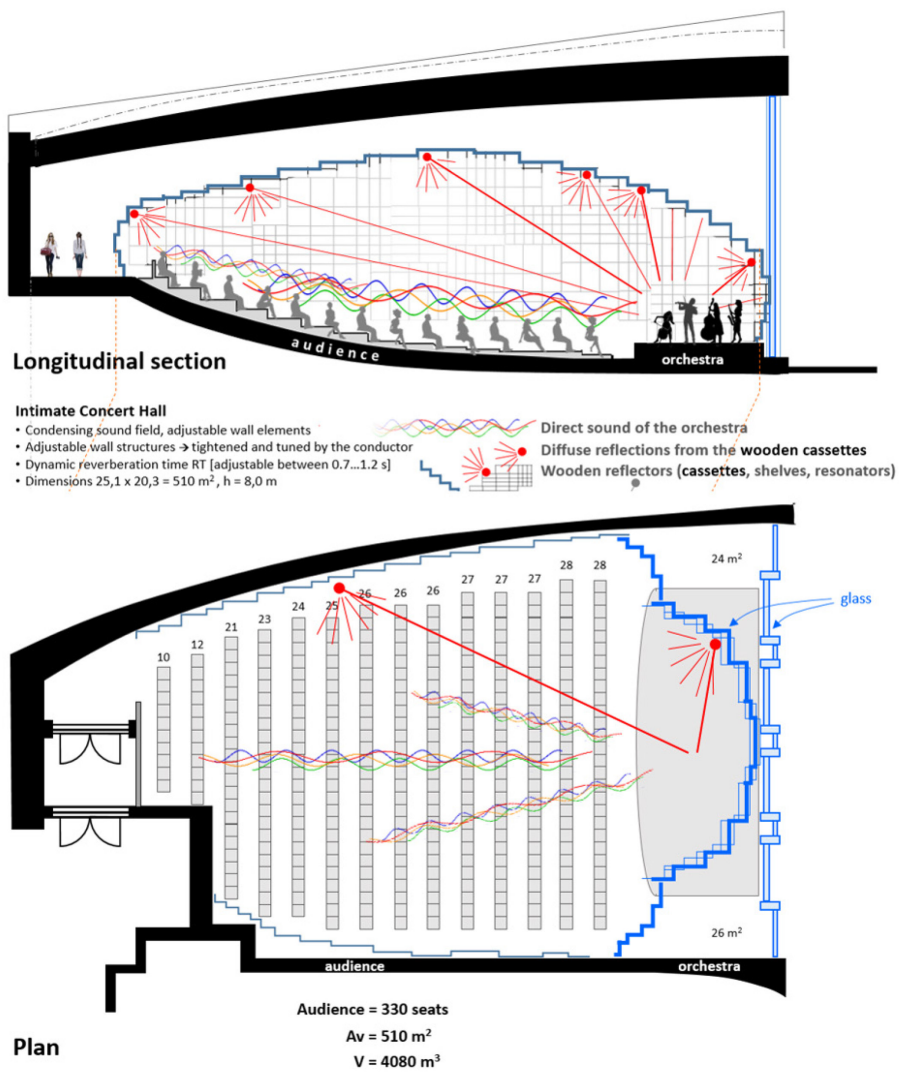 audience
orchestra
Longitudinal section
Intimate Concert Hall
• Condensing sound field, adjustable wall elements
• Adjustable wall structures → tightened and tuned by the conductor
• Dynamic reverberation time RT [adjustable between 0.7...1.2 s]
• Dimensions 25,1 x 20,3 = 510 m², h = 8,0 m
Direct sound of the orchestra
Diffuse reflections from the wooden cassettes
Wooden reflectors (cassettes, shelves, resonators)
24 m²
glass
10
12
21
23
24
25
26
26
26
27
27
27
28
28
26 m²
audience
orchestra
Audience = 330 seats
Av = 510 m²
V = 4080 m³
Plan